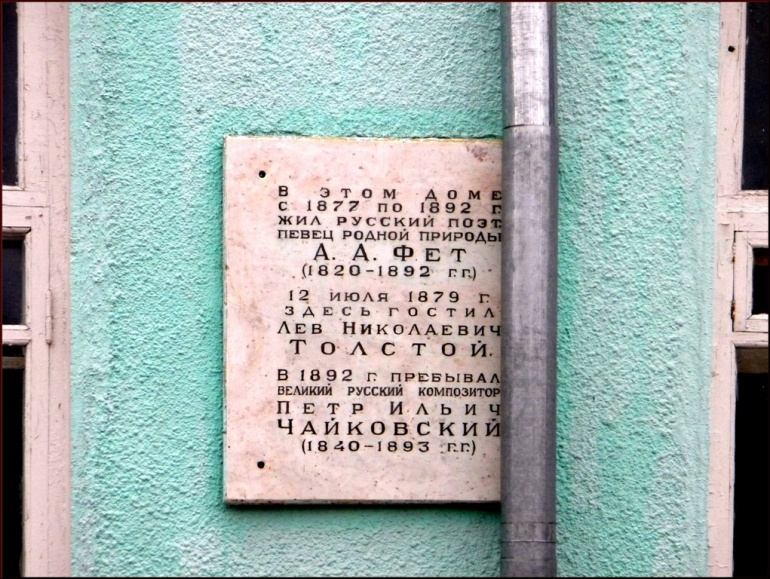 В ЭТОМ ДОМЕ
С 1877 ПО 1892 Г.
ЖИЛ РУССКИЙ ПОЭТ
ПЕВЕЦ РОДНОЙ ПРИРОДЫ
А. А. ФЕТ
(1820-1892 Г.Г.)
12 ИЮЛЯ 1879 Г.
ЗДЕСЬ ГОСТИЛ
ЛЕВ НИКОЛАЕВИЧ
ТОЛСТОЙ.
В 1892 Г. ПРЕБЫВАЛ
ВЕЛИКИЙ РУССКИЙ КОМПОЗИТОР
ПЕТР ИЛЬИЧ
ЧАЙКОВСКИЙ
(1840-1893 Г.Г.)